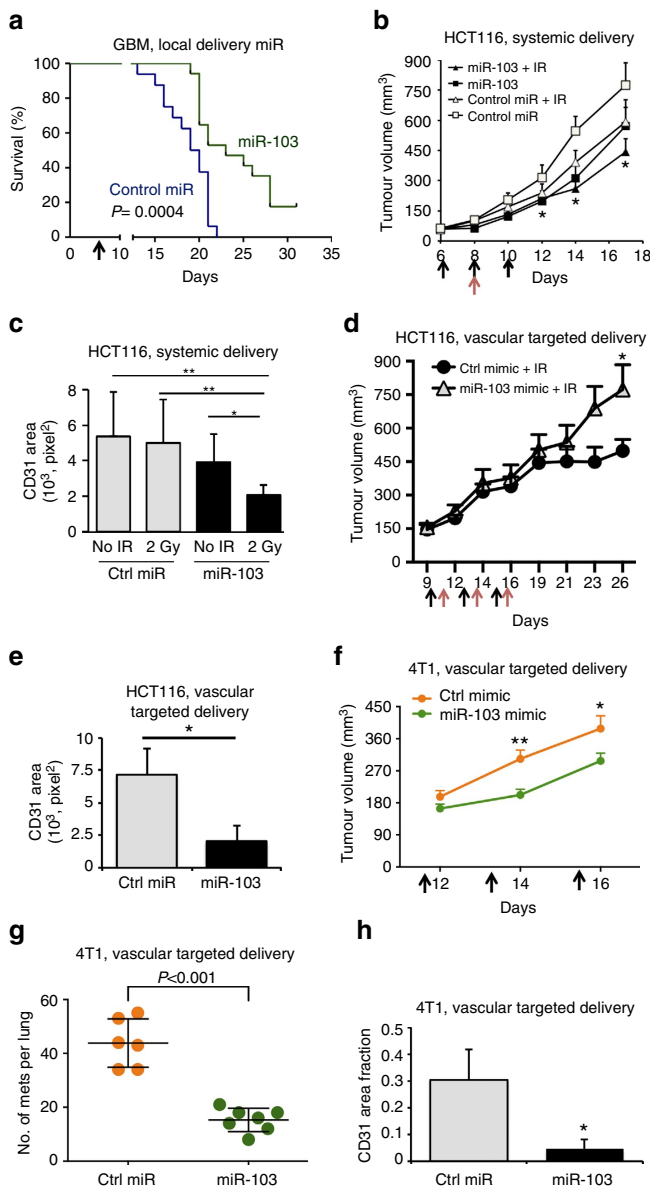 a
GBM, local delivery miR
Survival (%)
100
80
60
40
20
0
miR-103
Control miR
P= 0.0004
0
10
20
25
30
35
Days
b
HCT116, systemic delivery
Tumour volume (mm³)
900
750
600
450
300
150
0
miR-103 + IR
miR-103
Control miR + IR
Control miR
*
*
*
6
8
10
12
14
16
18
Days
c
HCT116, systemic delivery
CD31 area
(10³, pixel²)
8
6
4
2
0
**
**
*
No IR
2 Gy
No IR
2 Gy
Ctrl miR
miR-103
d
HCT116, vascular targeted delivery
Tumour volume (mm³)
900
750
600
450
300
150
0
Ctrl mimic + IR
miR-103 mimic + IR
*
9
12
14
16
19
21
23
26
Days
e
HCT116, vascular
targeted delivery
CD31 area
(10³, pixel²)
10
7.5
5
2.5
0
*
Ctrl miR
miR-103
f
4T1, vascular targeted delivery
Tumour volume (mm³)
450
360
270
180
90
0
Ctrl mimic
miR-103 mimic
**
*
12
14
16
Days
g
4T1, vascular targeted delivery
P<0.001
No. of mets per lung
60
40
20
0
Ctrl miR
miR-103
h
4T1, vascular targeted delivery
CD31 area fraction
0.5
0.4
0.3
0.2
0.1
0
*
Ctrl miR
miR-103